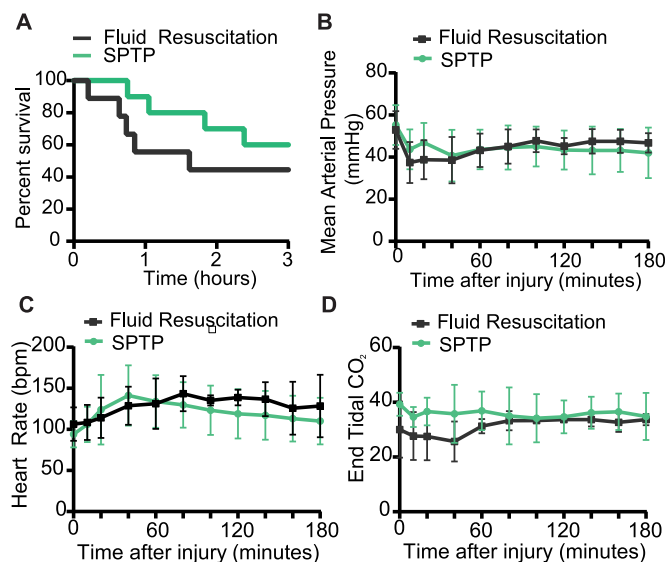 A
Fluid Resuscitation
SPTP
Percent survival
100
80
60
40
20
0
0 1 2 3
Time (hours)
B
Fluid Resuscitation
SPTP
Mean Arterial Pressure
(mmHg)
80
60
40
20
0
0 60 120 180
Time after injury (minutes)
C
Fluid Resuscitation
SPTP
Heart Rate (bpm)
200
150
100
50
0
0 60 120 180
Time after injury (minutes)
D
Fluid Resuscitation
SPTP
End Tidal CO₂
60
40
20
0
0 60 120 180
Time after injury (minutes)